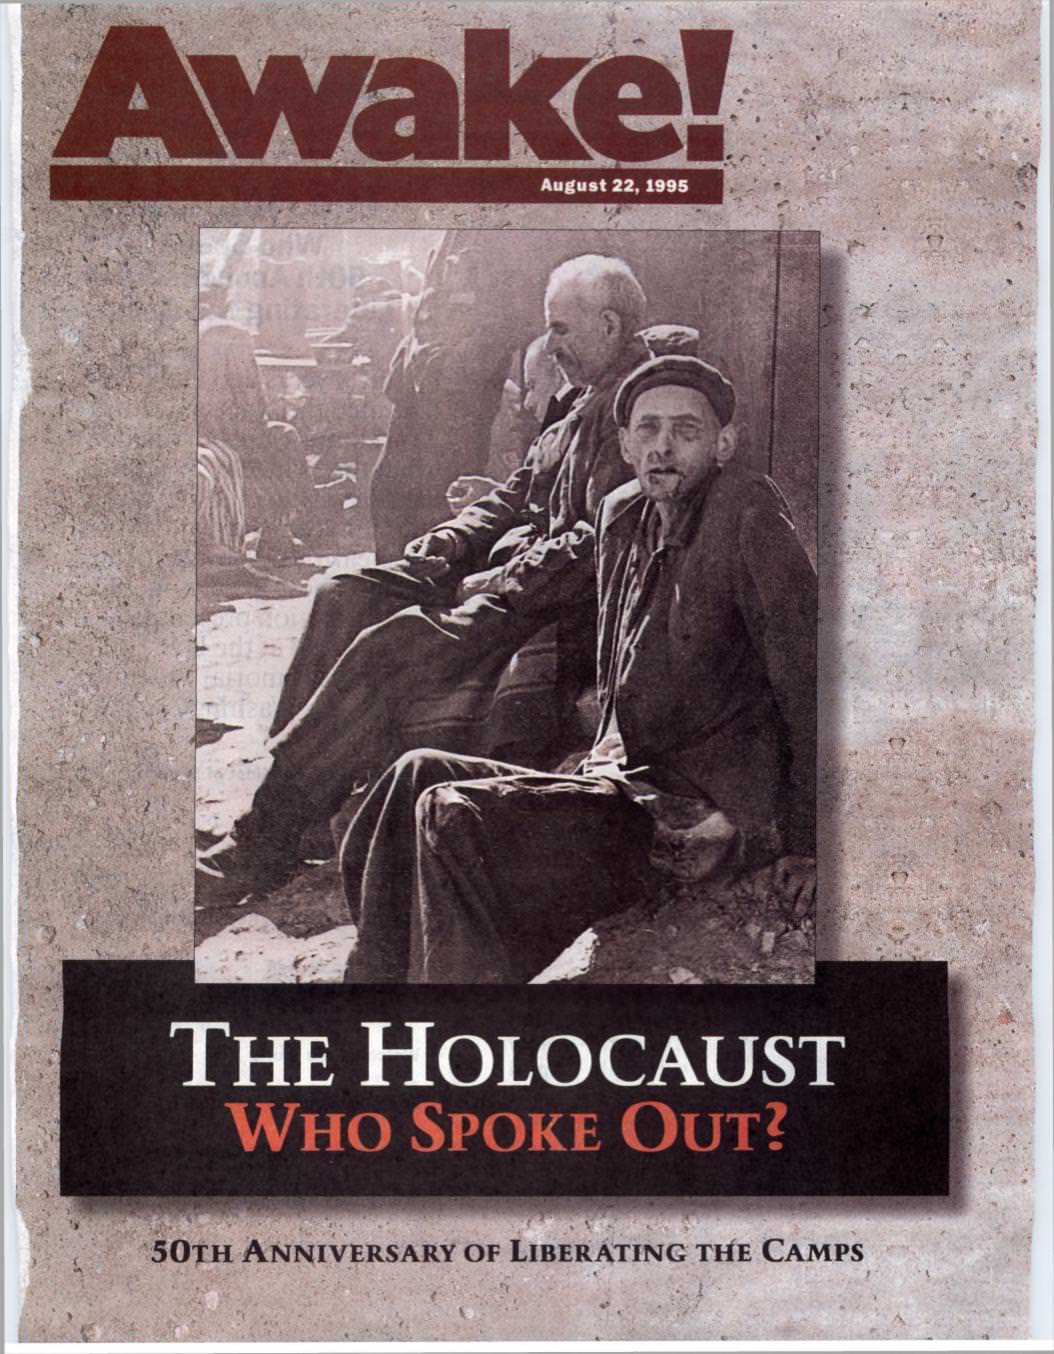 Awake!
August 22, 1995
THE HOLOCAUST
WHO SPOKE OUT?
50TH ANNIVERSARY OF LIBERATING THE CAMPS